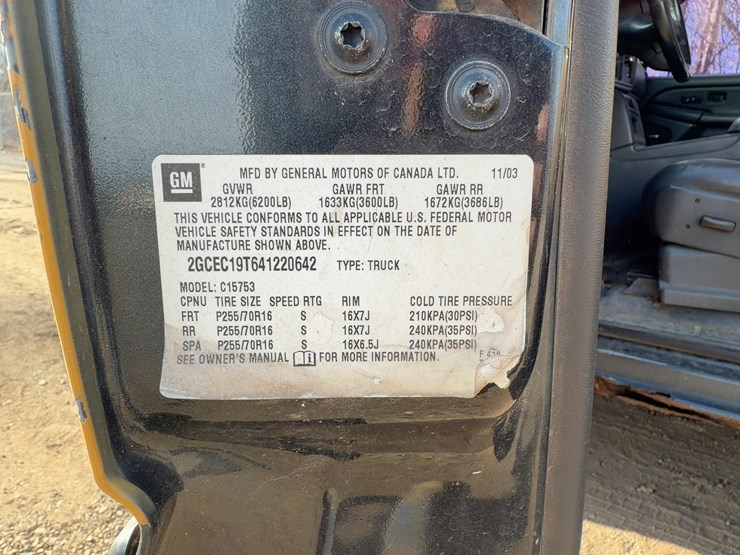 GM ® MFD BY GENERAL MOTORS OF CANADA LTD. 11/03
GVWR GAWR FRT GAWR RR
2812KG(6200LB) 1633KG(3600LB) 1672KG(3686LB)
THIS VEHICLE CONFORMS TO ALL APPLICABLE U.S. FEDERAL MOTOR
VEHICLE SAFETY STANDARDS IN EFFECT ON THE DATE OF
MANUFACTURE SHOWN ABOVE.
2GCEC19T641220642 TYPE: TRUCK
MODEL: C15753
CPNU TIRE SIZE SPEED RTG RIM COLD TIRE PRESSURE
FRT P255/70R16 S 16X7J 210KPA(30PSI)
RR P255/70R16 S 16X7J 240KPA(35PSI)
SPA P255/70R16 S 16X6.5J 240KPA(35PSI)
SEE OWNER'S MANUAL FOR MORE INFORMATION.